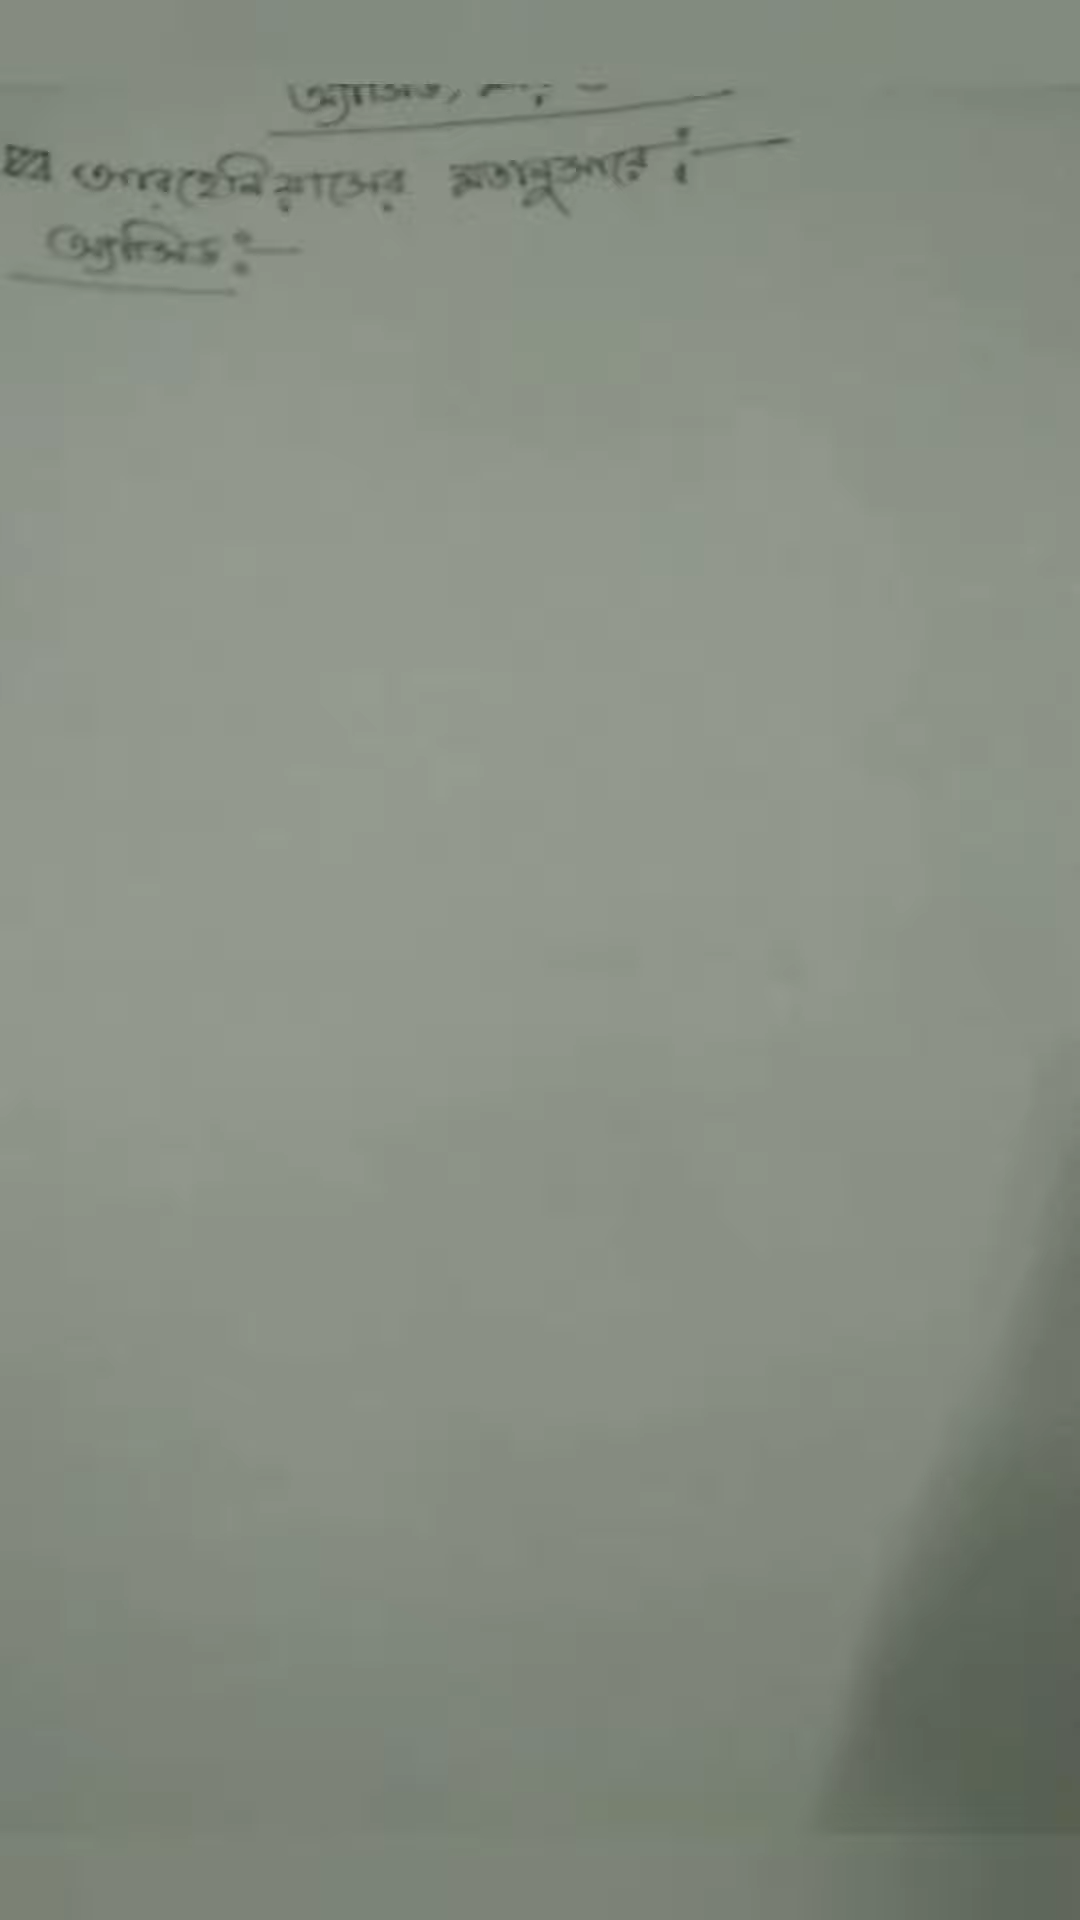 অ্যাসিড,
আরহেনিয়াসের মতানুসারে :—
অ্যাসিড :—